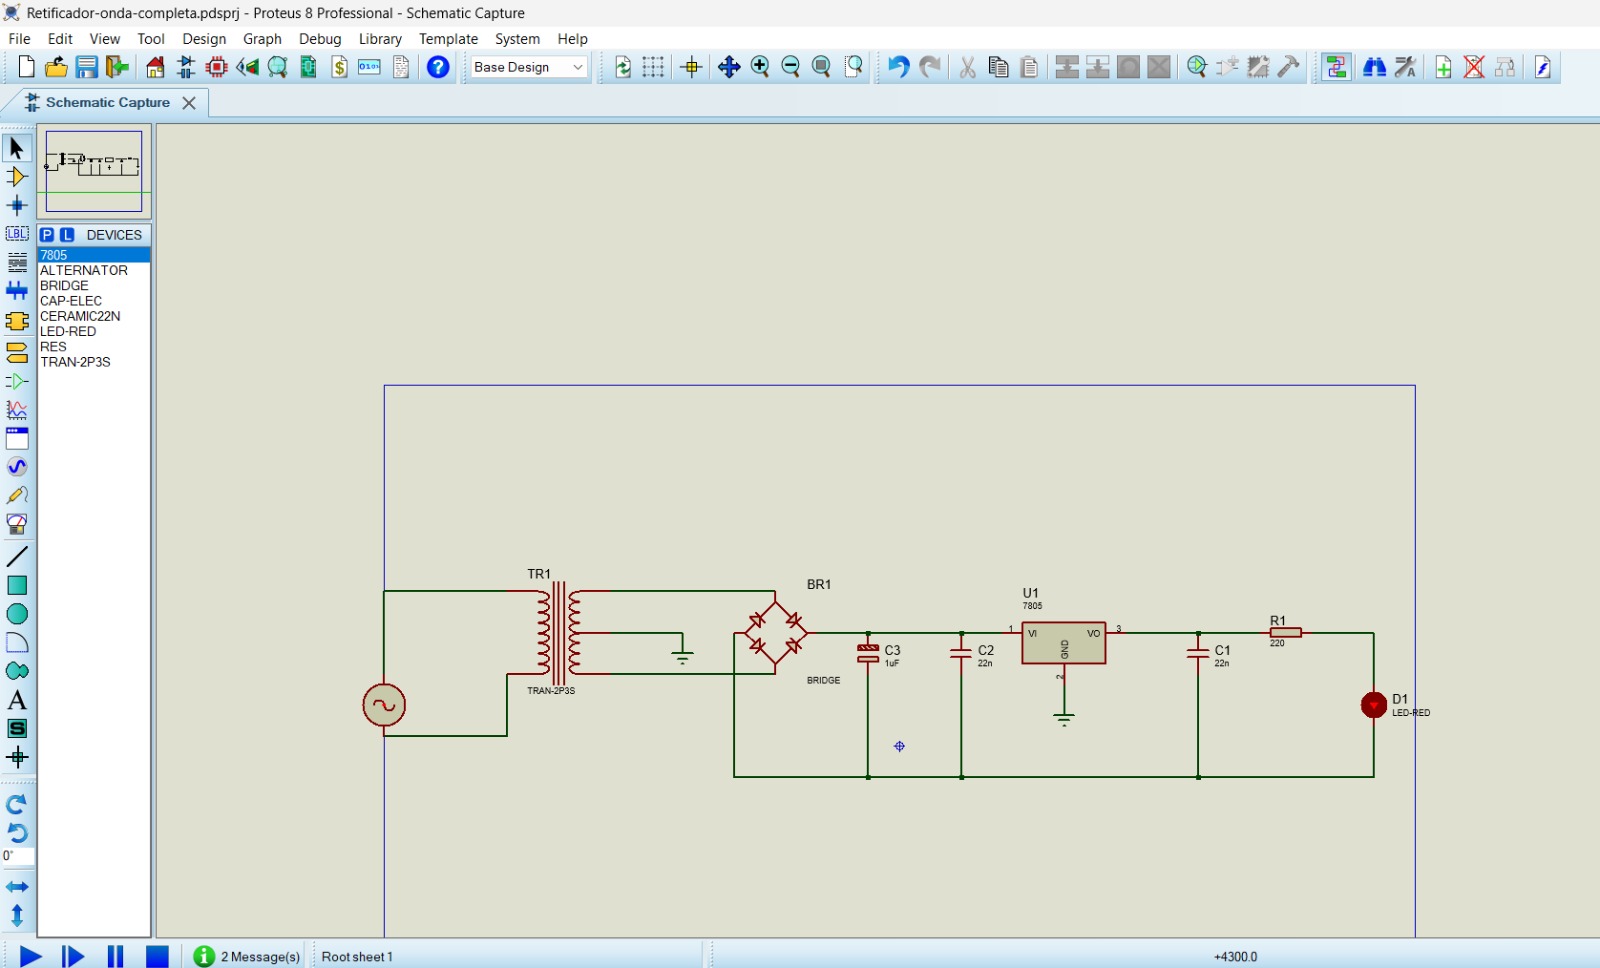 Retificador-onda-completa.pdsprj - Proteus 8 Professional - Schematic Capture
File Edit View Tool Design Graph Debug Library Template System Help
Base Design
Schematic Capture
P L DEVICES
7805
ALTERNATOR
BRIDGE
CAP-ELEC
CERAMIC22N
LED-RED
RES
TRAN-2P3S
LBL
A
S
0°
TR1
TRAN-2P3S
BR1
BRIDGE
C3
1uF
C2
22n
U1
7805
1 VI VO 3
GND
2
C1
22n
R1
220
D1
LED-RED
2 Message(s) Root sheet 1 +4300.0